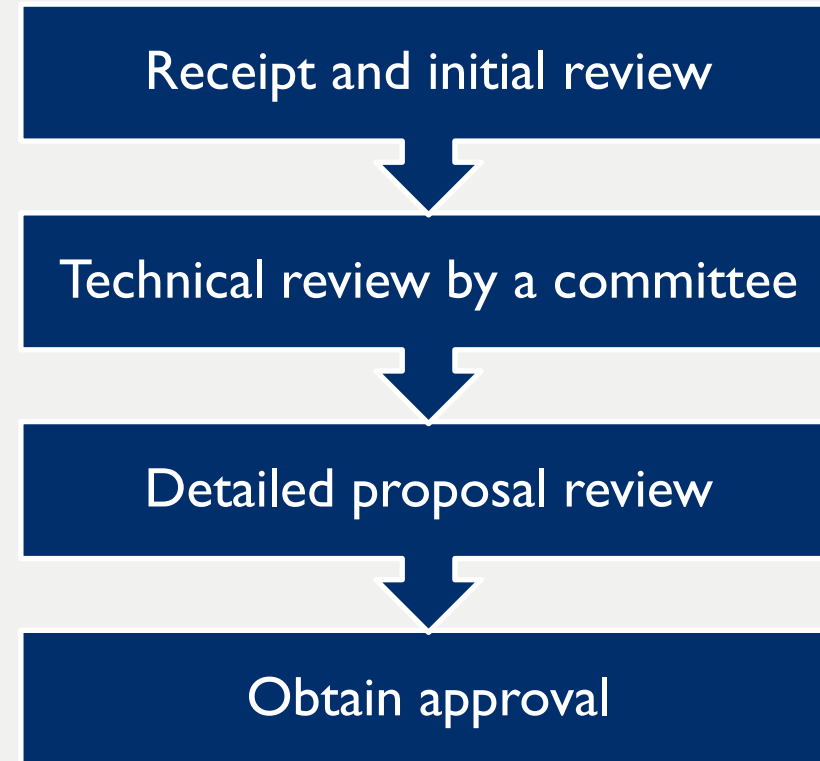 Receipt and initial review
Technical review by a committee
Detailed proposal review
Obtain approval